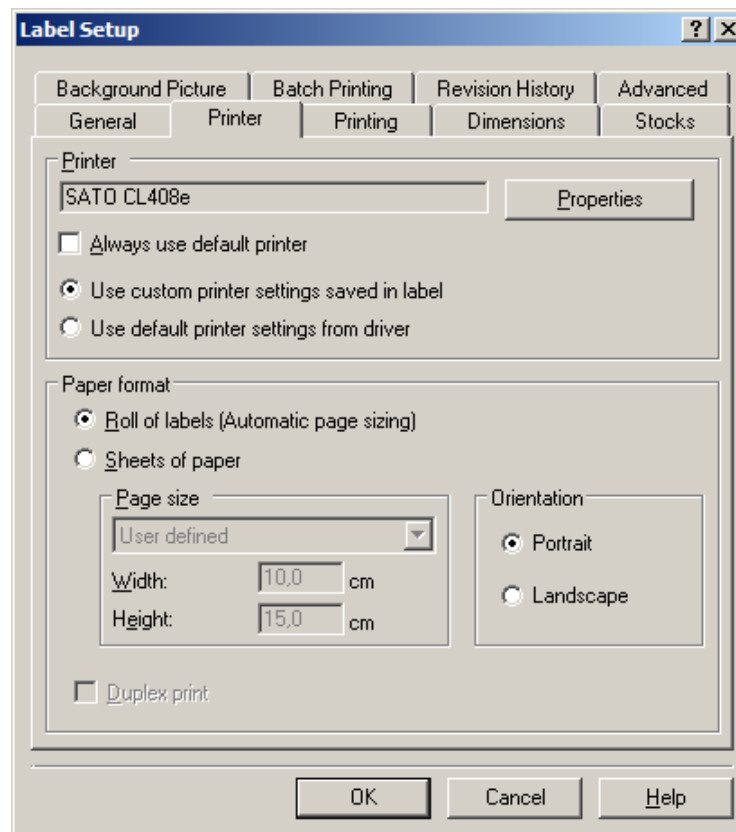 Label Setup
Background Picture Batch Printing Revision History Advanced
General Printer Printing Dimensions Stocks
Printer
SATO CL408e Properties
Always use default printer
Use custom printer settings saved in label
Use default printer settings from driver
Paper format
Roll of labels (Automatic page sizing)
Sheets of paper
Page size Orientation
User defined
Portrait
Width: 10,0 cm
Landscape
Height: 15,0 cm
Duplex print
OK Cancel Help